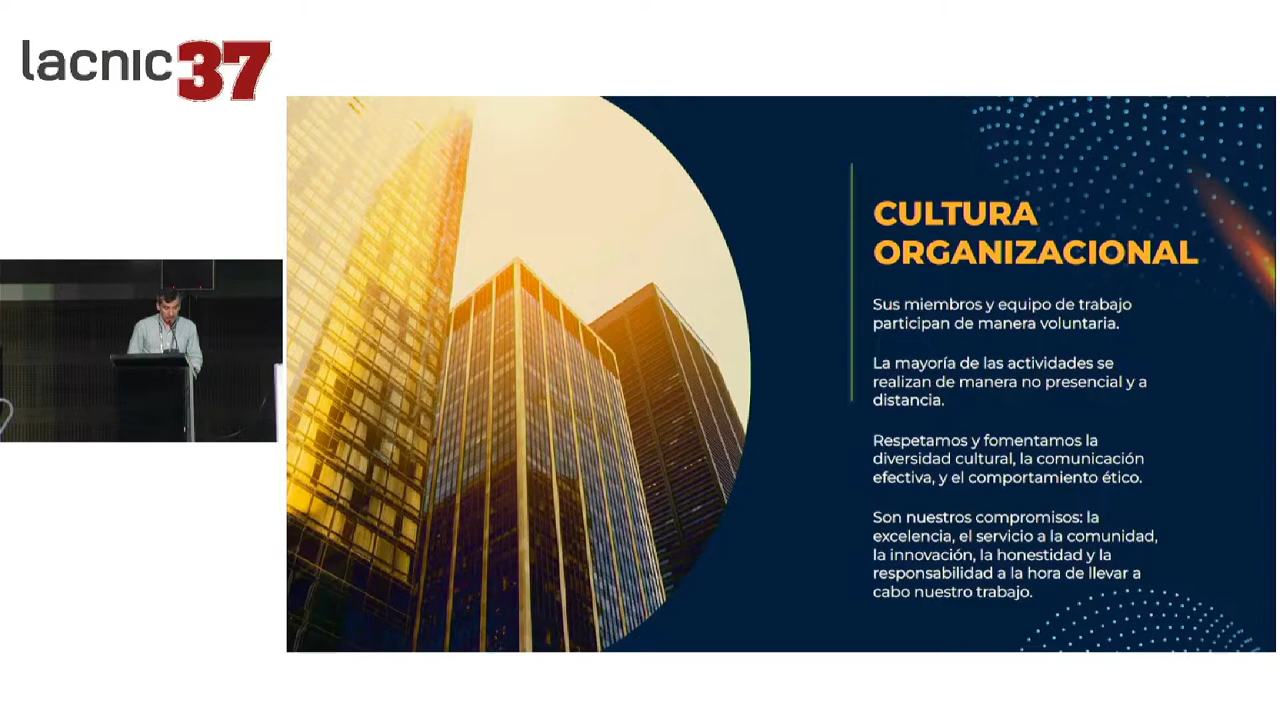 lacnic 37
CULTURA
ORGANIZACIONAL
Sus miembros y equipo de trabajo
participan de manera voluntaria.
La mayoría de las actividades se
realizan de manera no presencial y a
distancia.
Respetamos y fomentamos la
diversidad cultural, la comunicación
efectiva, y el comportamiento ético.
Son nuestros compromisos: la
excelencia, el servicio a la comunidad,
la innovación, la honestidad y la
responsabilidad a la hora de llevar a
cabo nuestro trabajo.